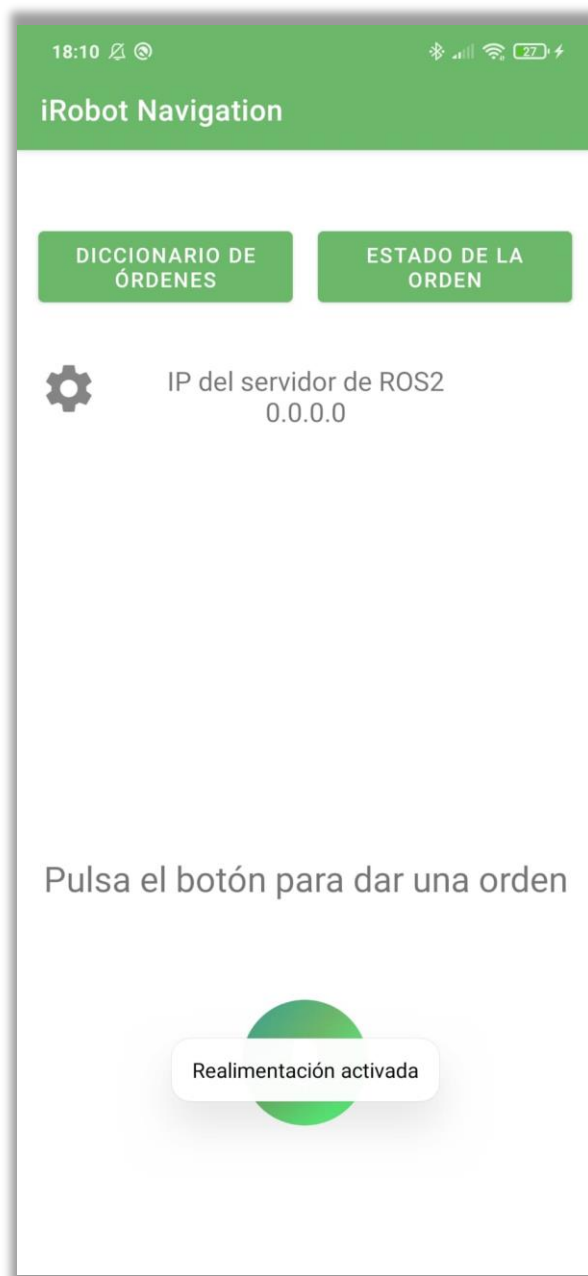 18:10
27
iRobot Navigation
DICCIONARIO DE
ÓRDENES
ESTADO DE LA
ORDEN
IP del servidor de ROS2
0.0.0.0
Pulsa el botón para dar una orden
Realimentación activada